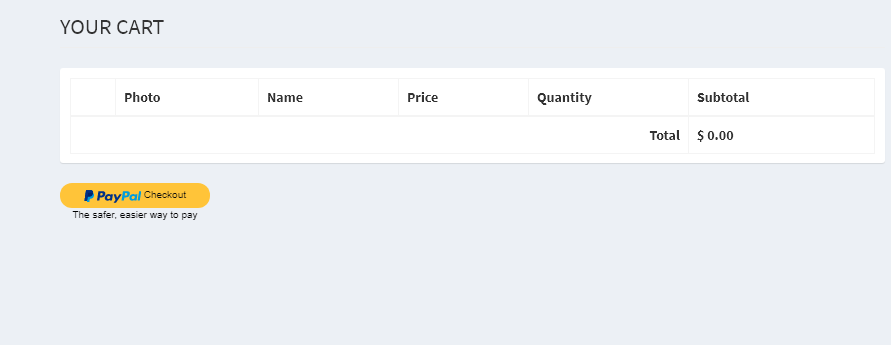 YOUR CART
Photo Name Price Quantity Subtotal
Total $ 0.00
PayPal Checkout
The safer, easier way to pay